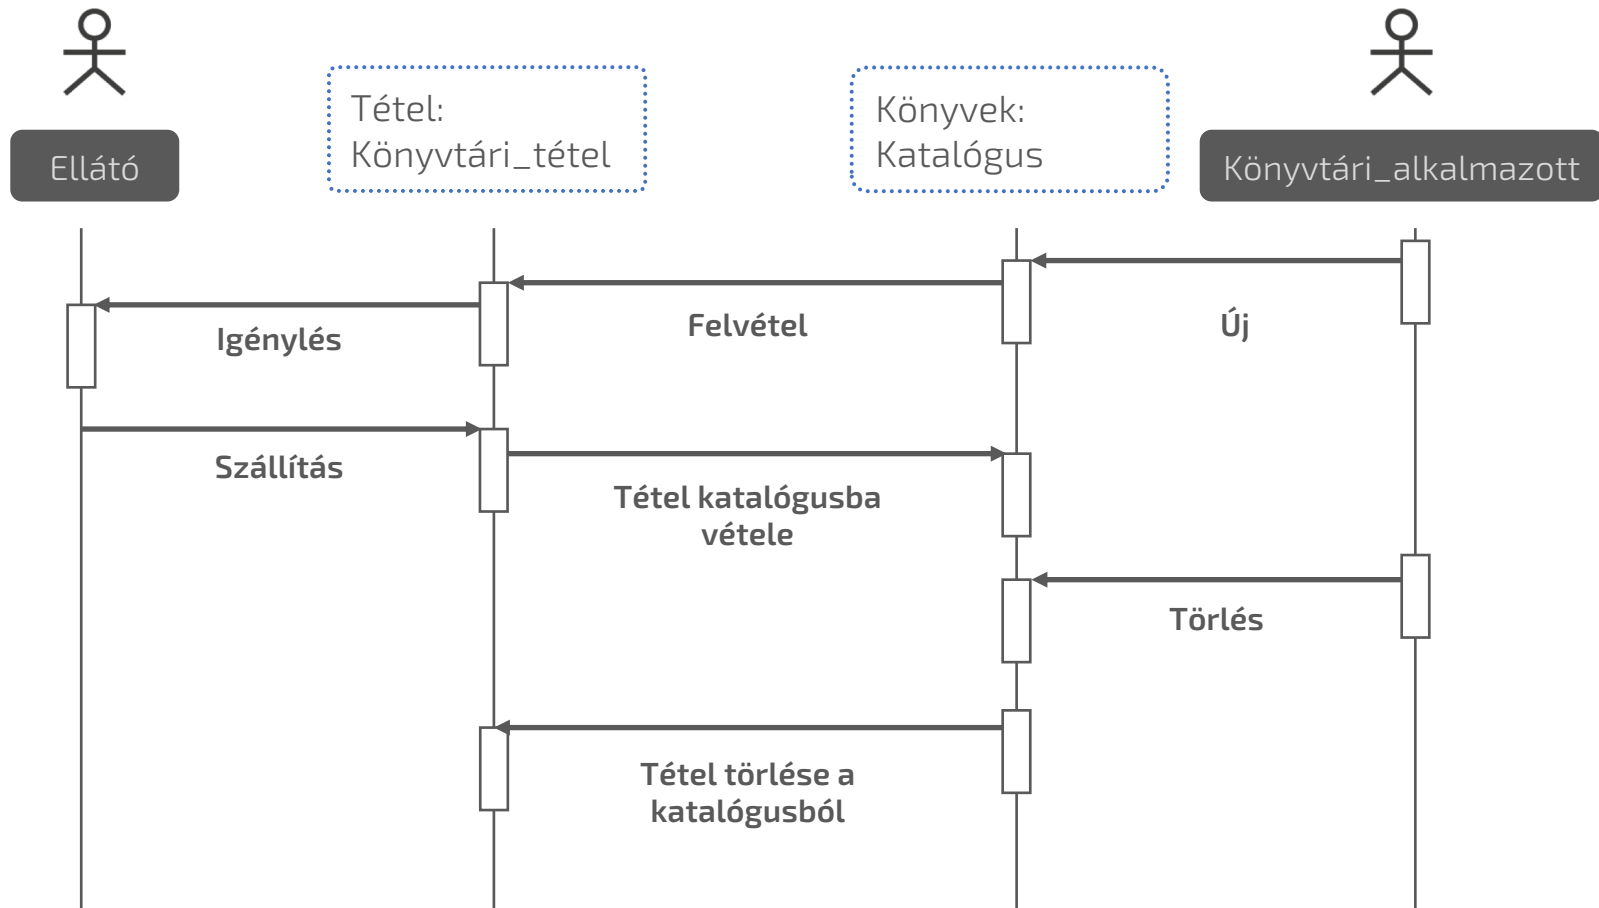 Ellátó
Tétel:
Könyvtári_tétel
Könyvek:
Katalógus
Könyvtári_alkalmazott
Igénylés
Felvétel
Új
Szállítás
Tétel katalógusba
vétele
Törlés
Tétel törlése a
katalógusból